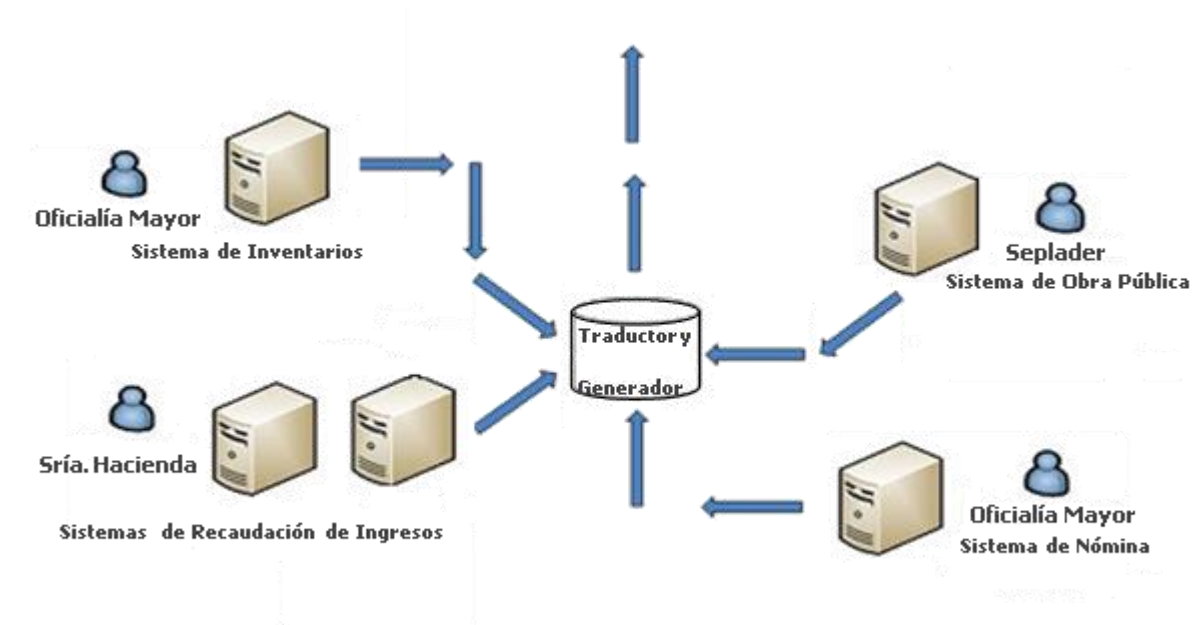 Oficialía Mayor
Sistema de Inventarios
Seplader
Sistema de Obra Pública
Traductor y
Generador
Sría. Hacienda
Sistemas de Recaudación de Ingresos
Oficialía Mayor
Sistema de Nómina